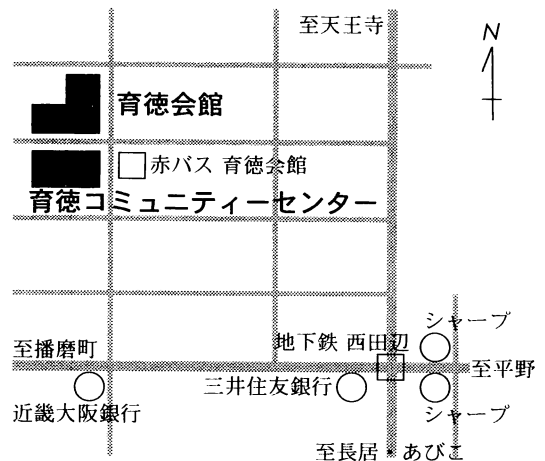 至天王寺
N
育徳会館
赤バス 育徳会館
育徳コミュニティーセンター
シャープ
地下鉄 西田辺
至播磨町
至平野
三井住友銀行
近畿大阪銀行
シャープ
至長居・あびこ